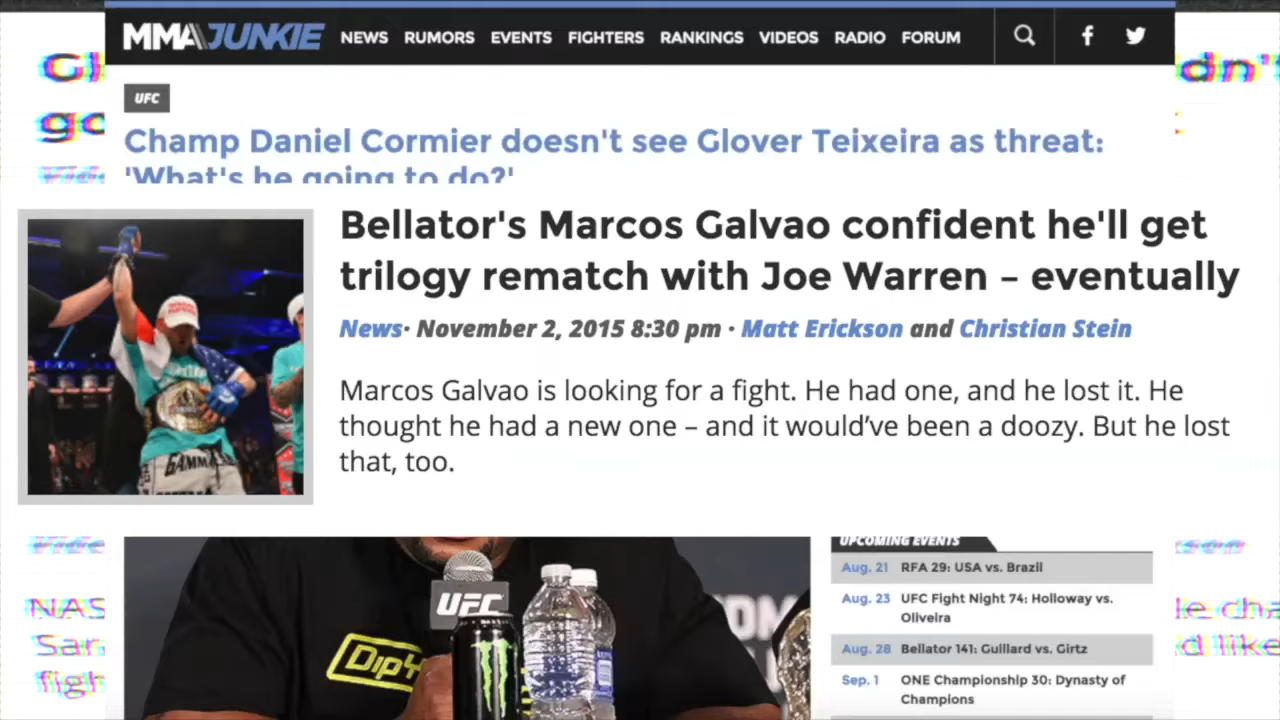 MMAJUNKIE NEWS RUMORS EVENTS FIGHTERS RANKINGS VIDEOS RADIO FORUM
UFC
Champ Daniel Cormier doesn't see Glover Teixeira as threat:
'What's he going to do?'
Bellator's Marcos Galvao confident he'll get
trilogy rematch with Joe Warren – eventually
News· November 2, 2015 8:30 pm · Matt Erickson and Christian Stein
Marcos Galvao is looking for a fight. He had one, and he lost it. He
thought he had a new one – and it would’ve been a doozy. But he lost
that, too.
UFC
UPCOMING EVENTS
Aug. 21 RFA 29: USA vs. Brazil
Aug. 23 UFC Fight Night 74: Holloway vs.
Oliveira
Aug. 28 Bellator 141: Guillard vs. Girtz
Sep. 1 ONE Championship 30: Dynasty of
Champions